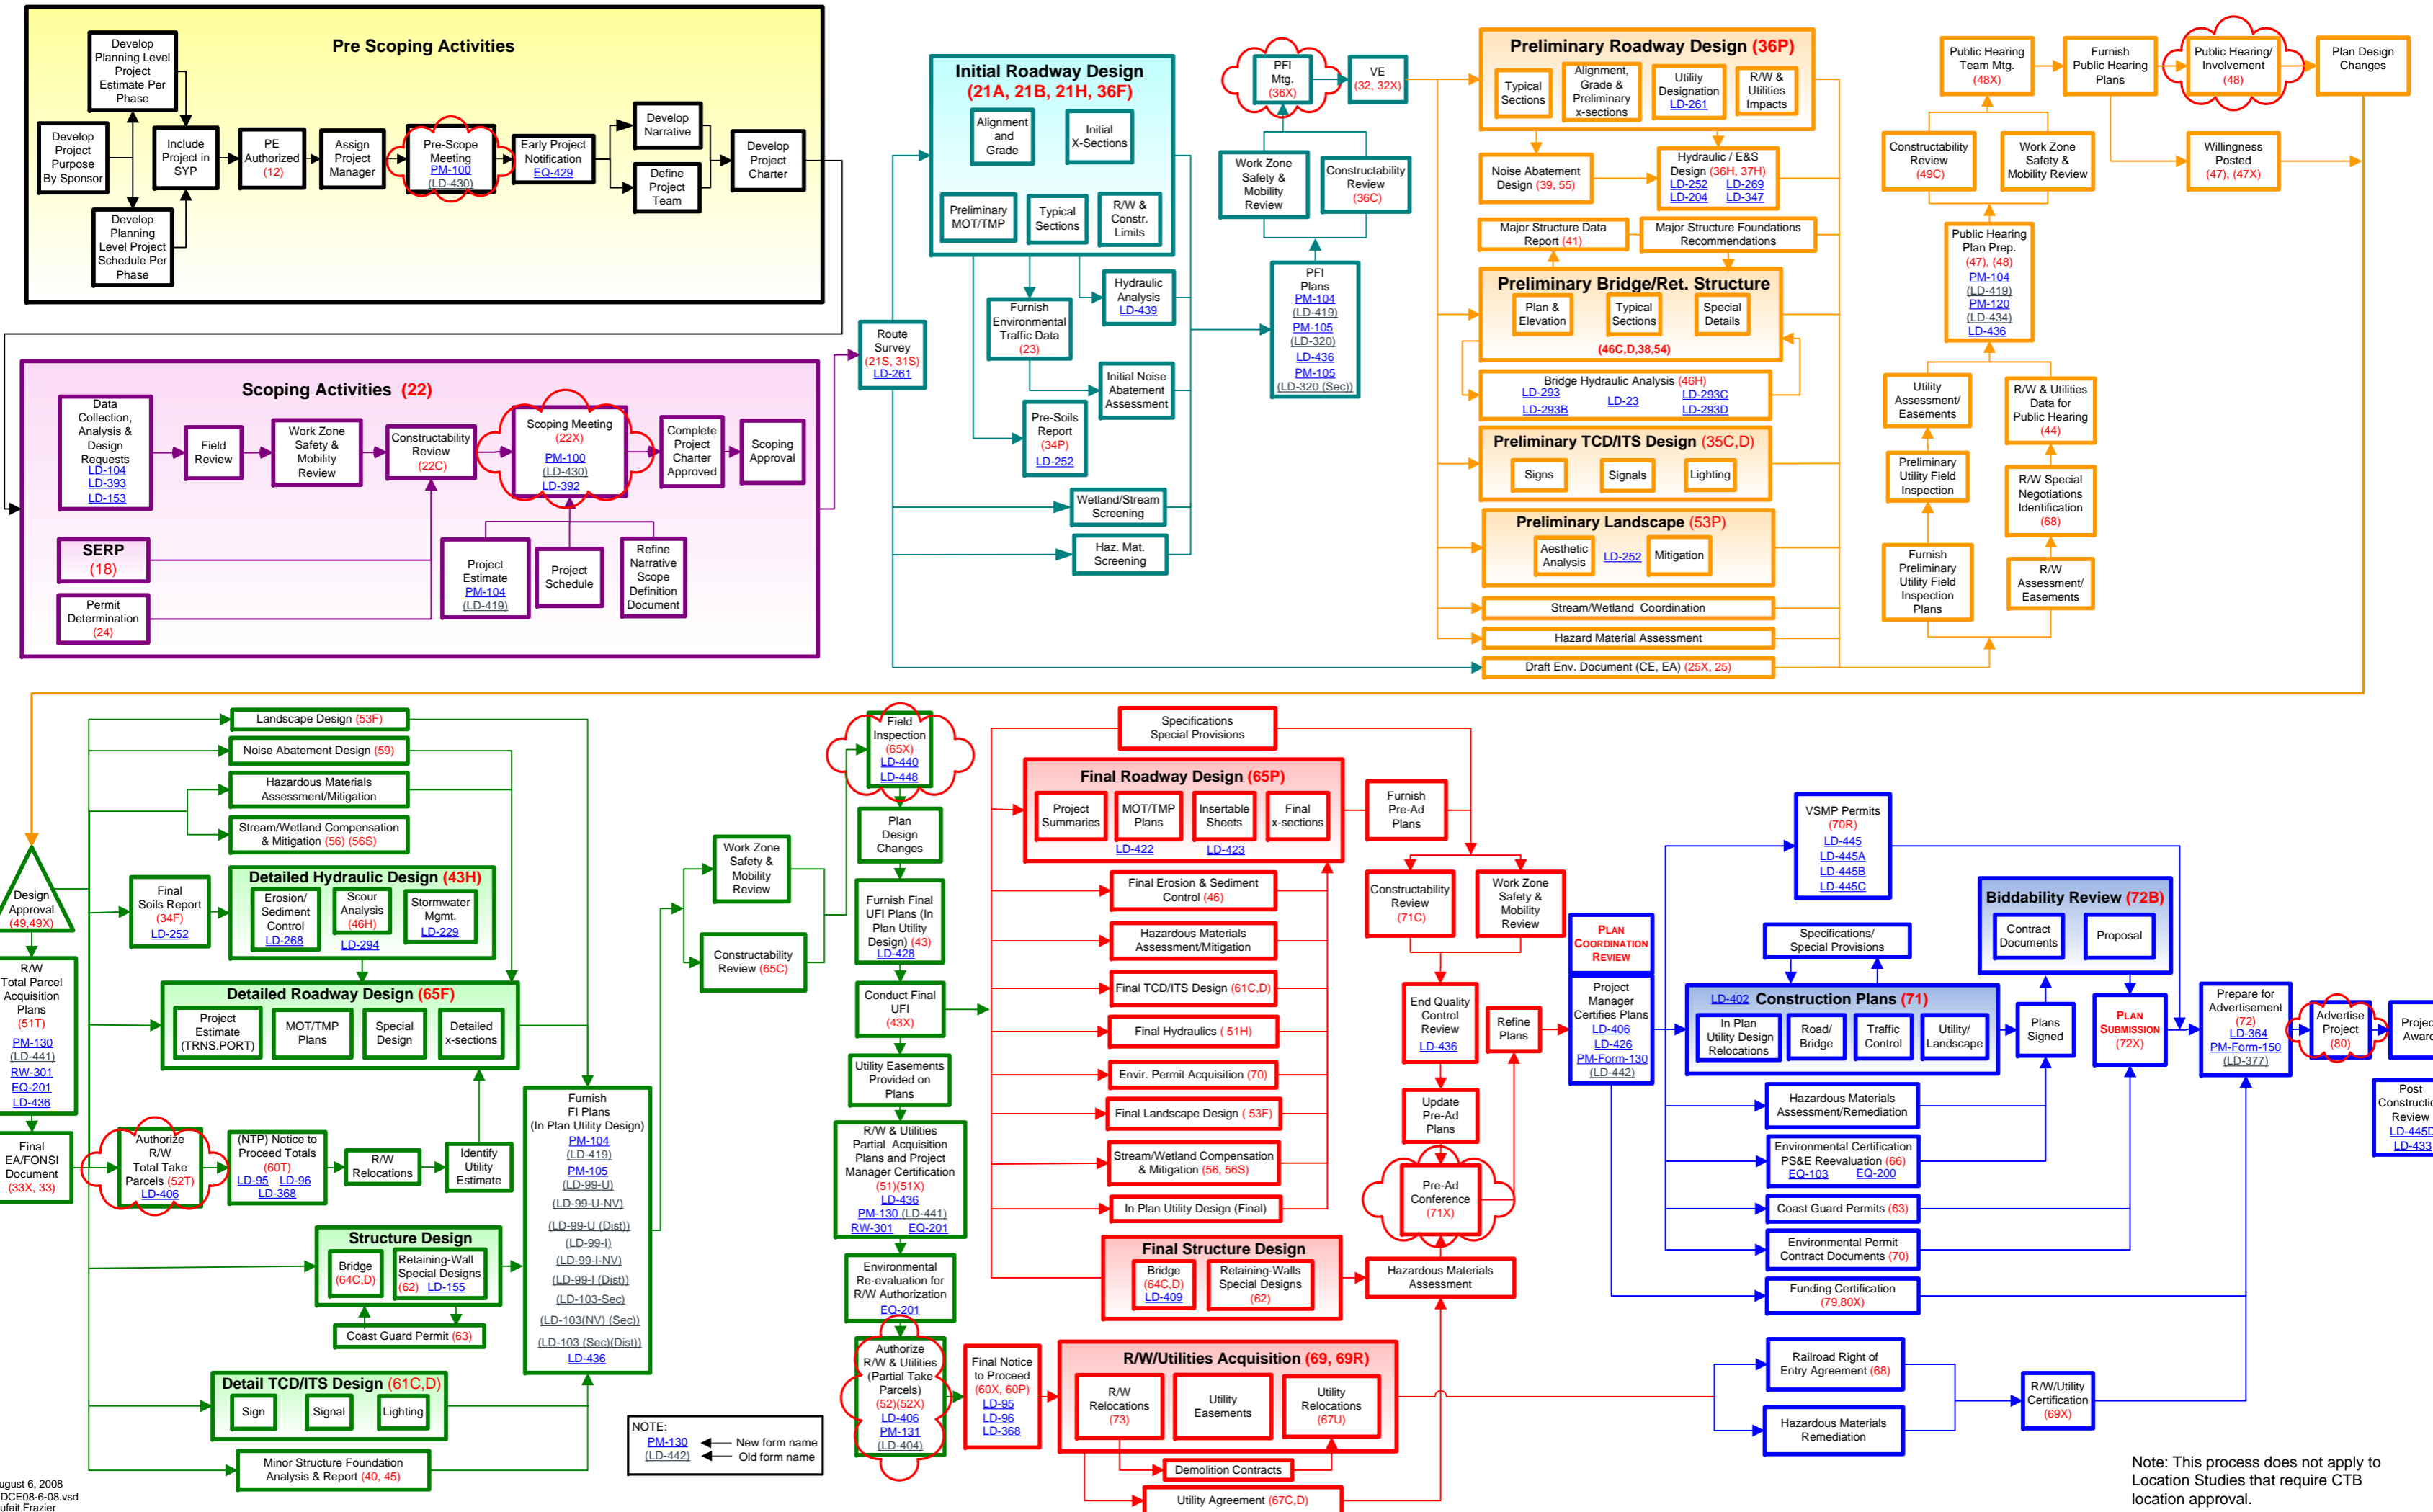 Pre Scoping Activities
Develop
Planning Level
Project
Estimate Per
Phase
Develop
Project
Purpose
By Sponsor
Include
Project in
SYP
PE
Authorized
(12)
Assign
Project
Manager
Pre-Scope
Meeting
PM-100
(LD-430)
Early Project
Notification
EQ-429
Develop
Narrative
Define
Project
Team
Develop
Project
Charter
Develop
Planning
Level Project
Schedule Per
Phase
Scoping Activities (22)
Data
Collection,
Analysis &
Design
Requests
LD-104
LD-393
LD-153
Field
Review
Work Zone
Safety &
Mobility
Review
Constructability
Review
(22C)
Scoping Meeting
(22X)
PM-100
(LD-430)
LD-392
Complete
Project
Charter
Approved
Scoping
Approval
SERP
(18)
Permit
Determination
(24)
Project
Estimate
PM-104
(LD-419)
Project
Schedule
Refine
Narrative
Scope
Definition
Document
Route
Survey
(21S, 31S)
LD-261
Initial Roadway Design
(21A, 21B, 21H, 36F)
Alignment
and
Grade
Initial
X-Sections
Preliminary
MOT/TMP
Typical
Sections
R/W &
Constr.
Limits
Hydraulic
Analysis
LD-439
Furnish
Environmental
Traffic Data
(23)
Initial Noise
Abatement
Assessment
Pre-Soils
Report
(34P)
LD-252
Wetland/Stream
Screening
Haz. Mat.
Screening
PFI
Mtg.
(36X)
VE
(32, 32X)
Work Zone
Safety &
Mobility
Review
Constructability
Review
(36C)
PFI
Plans
PM-104
(LD-419)
PM-105
(LD-320)
LD-436
PM-105
(LD-320 (Sec))
Preliminary Roadway Design (36P)
Typical
Sections
Alignment,
Grade &
Preliminary
x-sections
Utility
Designation
LD-261
R/W &
Utilities
Impacts
Noise Abatement
Design (39, 55)
Hydraulic / E&S
Design (36H, 37H)
LD-252 LD-269
LD-204 LD-347
Major Structure Data
Report (41)
Major Structure Foundations
Recommendations
Preliminary Bridge/Ret. Structure
Plan &
Elevation
Typical
Sections
Special
Details
(46C,D,38,54)
Bridge Hydraulic Analysis (46H)
LD-293 LD-23 LD-293C
LD-293B LD-293D
Preliminary TCD/ITS Design (35C,D)
Signs
Signals
Lighting
Preliminary Landscape (53P)
Aesthetic
Analysis
LD-252
Mitigation
Stream/Wetland Coordination
Hazard Material Assessment
Draft Env. Document (CE, EA) (25X, 25)
Public Hearing
Team Mtg.
(48X)
Furnish
Public Hearing
Plans
Public Hearing/
Involvement
(48)
Plan Design
Changes
Constructability
Review
(49C)
Work Zone
Safety &
Mobility Review
Willingness
Posted
(47), (47X)
Public Hearing
Plan Prep.
(47), (48)
PM-104
(LD-419)
PM-120
(LD-434)
LD-436
Utility
Assessment/
Easements
R/W & Utilities
Data for
Public Hearing
(44)
Preliminary
Utility Field
Inspection
R/W Special
Negotiations
Identification
(68)
Furnish
Preliminary
Utility Field
Inspection
Plans
R/W
Assessment/
Easements
Landscape Design (53F)
Noise Abatement Design (59)
Hazardous Materials
Assessment/Mitigation
Stream/Wetland Compensation
& Mitigation (56) (56S)
Design
Approval
(49,49X)
Final
Soils Report
(34F)
LD-252
Detailed Hydraulic Design (43H)
Erosion/
Sediment
Control
LD-268
Scour
Analysis
(46H)
LD-294
Stormwater
Mgmt.
LD-229
R/W
Total Parcel
Acquisition
Plans
(51T)
PM-130
(LD-441)
RW-301
EQ-201
LD-436
Detailed Roadway Design (65F)
Project
Estimate
(TRNS.PORT)
MOT/TMP
Plans
Special
Design
Detailed
x-sections
Final
EA/FONSI
Document
(33X, 33)
Authorize
R/W
Total Take
Parcels (52T)
LD-406
(NTP) Notice to
Proceed Totals
(60T)
LD-95 LD-96
LD-368
R/W
Relocations
Identify
Utility
Estimate
Structure Design
Bridge
(64C,D)
Retaining-Wall
Special Designs
(62) LD-155
Coast Guard Permit (63)
Detail TCD/ITS Design (61C,D)
Sign
Signal
Lighting
Minor Structure Foundation
Analysis & Report (40, 45)
Furnish
FI Plans
(In Plan Utility Design)
PM-104
(LD-419)
PM-105
(LD-99-U)
(LD-99-U-NV)
(LD-99-U (Dist))
(LD-99-I)
(LD-99-I-NV)
(LD-99-I (Dist))
(LD-103-Sec)
(LD-103(NV) (Sec))
(LD-103 (Sec)(Dist))
LD-436
Work Zone
Safety &
Mobility
Review
Constructability
Review (65C)
NOTE:
PM-130 New form name
(LD-442) Old form name
Field
Inspection
(65X)
LD-440
LD-448
Plan
Design
Changes
Furnish Final
UFI Plans (In
Plan Utility
Design) (43)
LD-428
Conduct Final
UFI
(43X)
Utility Easements
Provided on
Plans
R/W & Utilities
Partial Acquisition
Plans and Project
Manager Certification
(51)(51X)
LD-436
PM-130 (LD-441)
RW-301 EQ-201
Environmental
Re-evaluation for
R/W Authorization
EQ-201
Authorize
R/W & Utilities
(Partial Take
Parcels)
(52)(52X)
LD-406
PM-131
(LD-404)
Final Notice
to Proceed
(60X, 60P)
LD-95
LD-96
LD-368
Specifications
Special Provisions
Final Roadway Design (65P)
Project
Summaries
MOT/TMP
Plans
Insertable
Sheets
Final
x-sections
LD-422
LD-423
Furnish
Pre-Ad
Plans
Final Erosion & Sediment
Control (46)
Hazardous Materials
Assessment/Mitigation
Final TCD/ITS Design (61C,D)
Final Hydraulics ( 51H)
Envir. Permit Acquisition (70)
Final Landscape Design ( 53F)
Stream/Wetland Compensation
& Mitigation (56, 56S)
In Plan Utility Design (Final)
Final Structure Design
Bridge
(64C,D)
LD-409
Retaining-Walls
Special Designs
(62)
Hazardous Materials
Assessment
R/W/Utilities Acquisition (69, 69R)
R/W
Relocations
(73)
Utility
Easements
Utility
Relocations
(67U)
Demolition Contracts
Utility Agreement (67C,D)
Constructability
Review
(71C)
Work Zone
Safety &
Mobility
Review
End Quality
Control
Review
LD-436
Refine
Plans
Update
Pre-Ad
Plans
Pre-Ad
Conference
(71X)
PLAN
COORDINATION
REVIEW
Project
Manager
Certifies Plans
LD-406
LD-426
PM-Form-130
(LD-442)
VSMP Permits
(70R)
LD-445
LD-445A
LD-445B
LD-445C
Specifications/
Special Provisions
Biddability Review (72B)
Contract
Documents
Proposal
LD-402 Construction Plans (71)
In Plan
Utility Design
Relocations
Road/
Bridge
Traffic
Control
Utility/
Landscape
Plans
Signed
PLAN
SUBMISSION
(72X)
Prepare for
Advertisement
(72)
LD-364
PM-Form-150
(LD-377)
Advertise
Project
(80)
Project
Award
Post
Construction
Review
LD-445D
LD-433
Hazardous Materials
Assessment/Remediation
Environmental Certification
PS&E Reevaluation (66)
EQ-103 EQ-200
Coast Guard Permits (63)
Environmental Permit
Contract Documents (70)
Funding Certification
(79,80X)
Railroad Right of
Entry Agreement (68)
Hazardous Materials
Remediation
R/W/Utility
Certification
(69X)
Note: This process does not apply to
Location Studies that require CTB
location approval.
ugust 6, 2008
DCE08-6-08.vsd
ufait Frazier